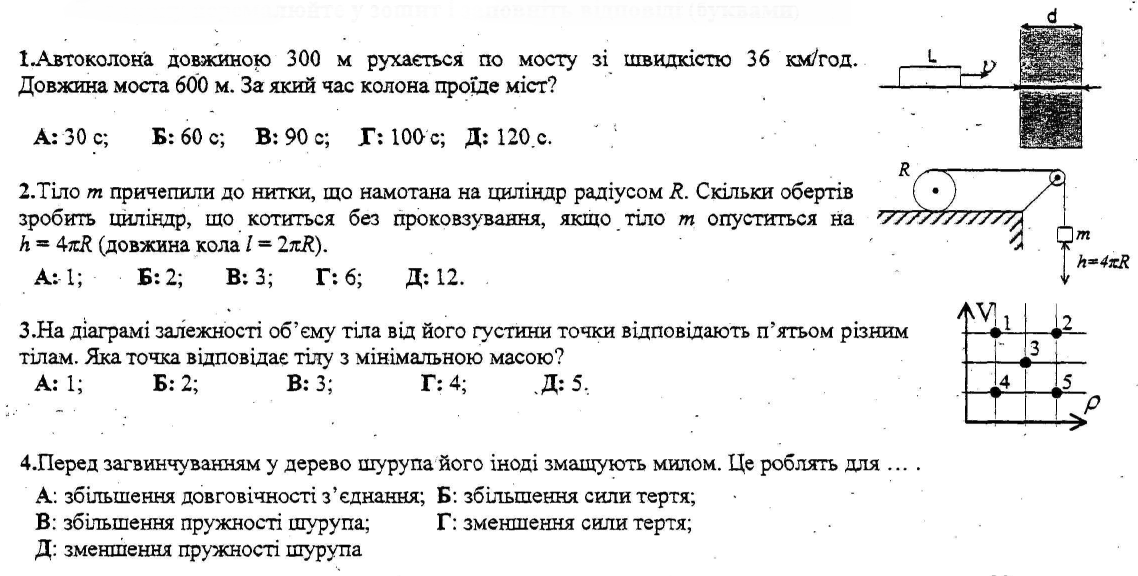 d
1.Автоколона довжиною 300 м рухається по мосту зі швидкістю 36 км/год.
L
υ
Довжина моста 600 м. За який час колона проїде міст?
А: 30 с; Б: 60 с; В: 90 с; Г: 100 с; Д: 120 с.
R
2.Тіло m причепили до нитки, що намотана на циліндр радіусом R. Скільки обертів
зробить циліндр, що котиться без проковзування, якщо тіло m опуститься на
h = 4πR (довжина кола l = 2πR).
m
h=4πR
А: 1; Б: 2; В: 3; Г: 6; Д: 12.
3.На діаграмі залежності об’єму тіла від його густини точки відповідають п’ятьом різним
тілам. Яка точка відповідає тілу з мінімальною масою?
А: 1; Б: 2; В: 3; Г: 4; Д: 5.
V
1 2
3
4 5
ρ
4.Перед загвинчуванням у дерево шурупа його іноді змащують милом. Це роблять для ... .
А: збільшення довговічності з’єднання; Б: збільшення сили тертя;
В: збільшення пружності шурупа; Г: зменшення сили тертя;
Д: зменшення пружності шурупа